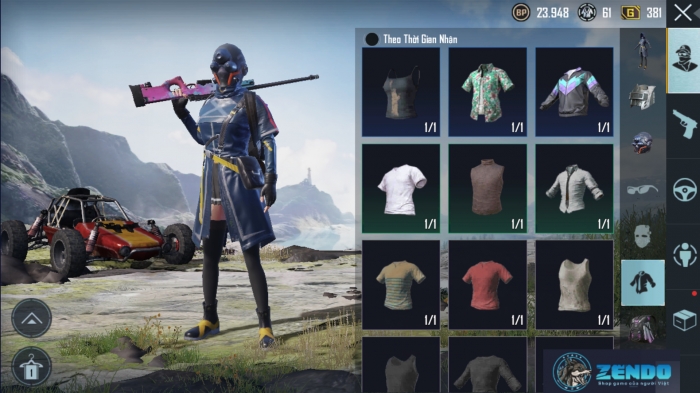 BP 23.948 61 G 381
Theo Thời Gian Nhận
1/1 1/1 1/1
1/1 1/1 1/1
1/1 1/1 1/1
ZENDO
Shop game của người Việt